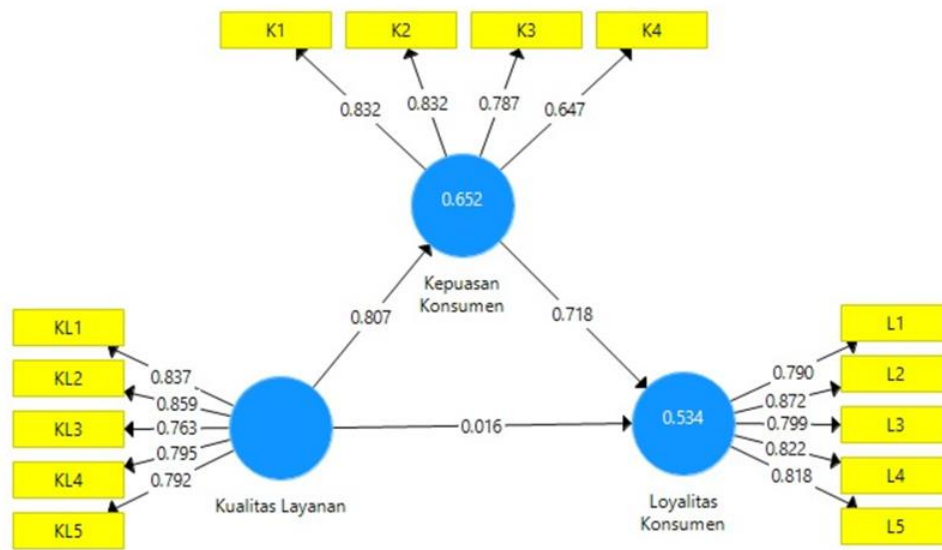 K1 K2 K3 K4
0.832 0.832 0.787 0.647
0.652
Kepuasan
Konsumen
0.807 0.718
KL1
KL2
KL3
KL4
KL5
0.837
0.859
0.763
0.795
0.792
Kualitas Layanan
0.016
0.534
Loyalitas
Konsumen
0.790
0.872
0.799
0.822
0.818
L1
L2
L3
L4
L5